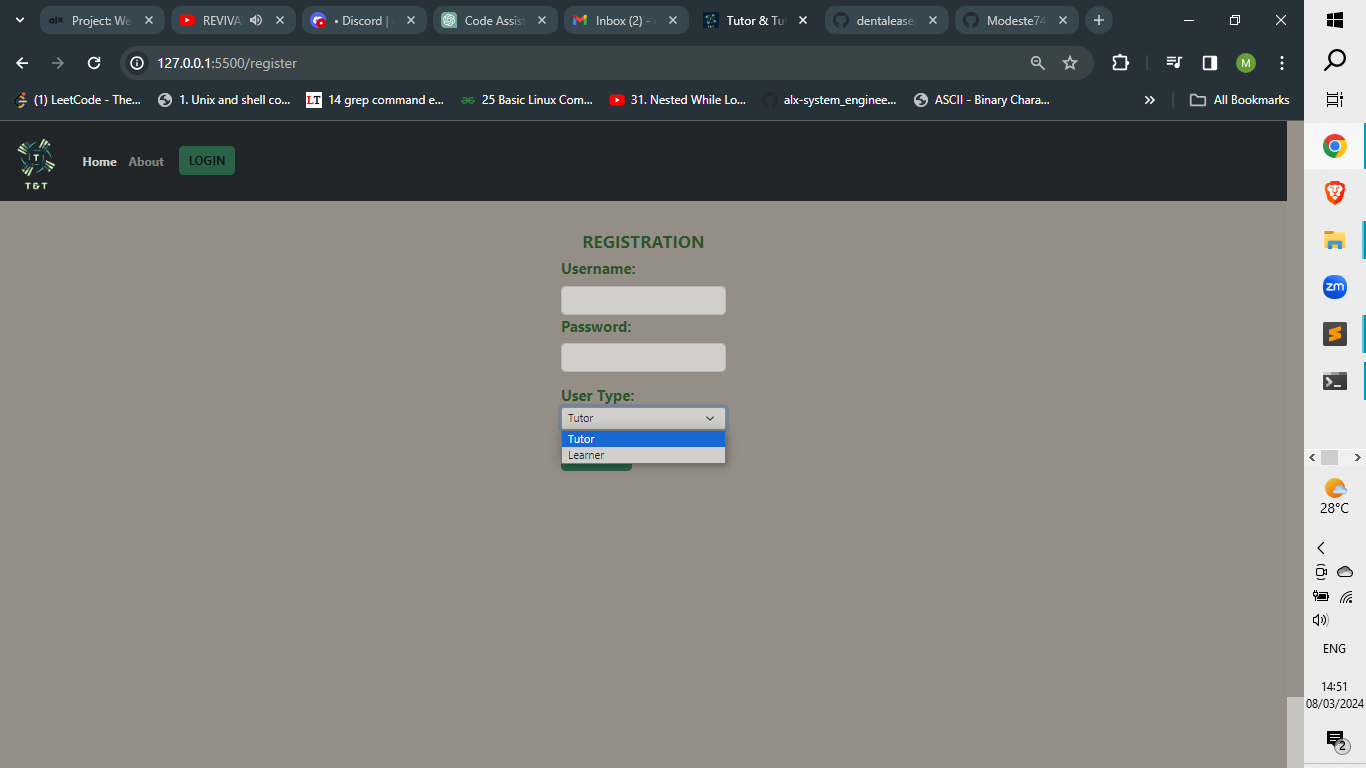 Project: We
REVIVA
• Discord |
Code Assist
Inbox (2) -
Tutor & Tu
dentalease
Modeste74
127.0.0.1:5500/register
M
(1) LeetCode - The...
1. Unix and shell co...
LT 14 grep command e...
25 Basic Linux Com...
31. Nested While Lo...
alx-system_enginee...
ASCII - Binary Chara...
All Bookmarks
T
T&T
Home
About
LOGIN
REGISTRATION
Username:
Password:
User Type:
Tutor
Tutor
Learner
zm
28°C
ENG
14:51
08/03/2024
2